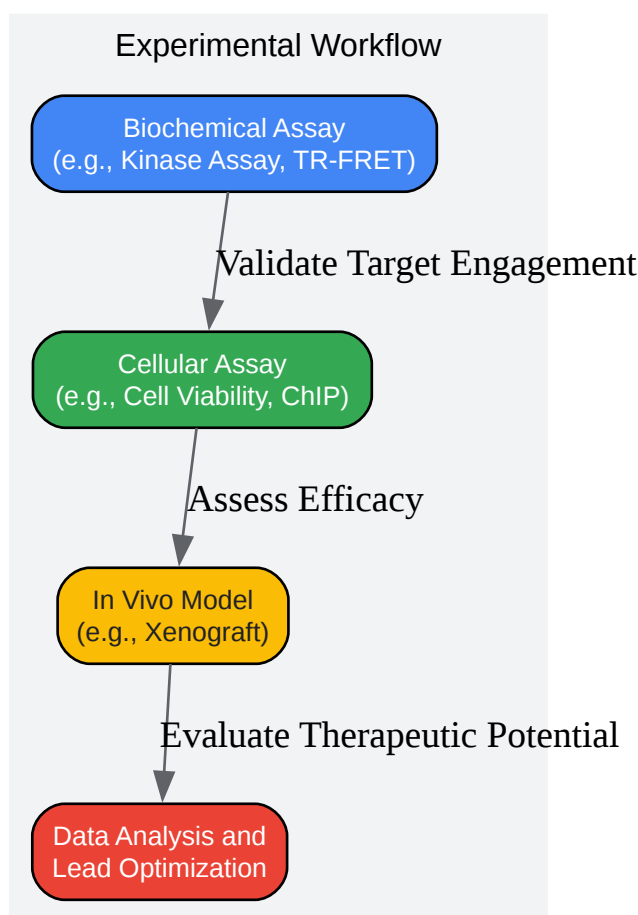 Experimental Workflow
Biochemical Assay
(e.g., Kinase Assay, TR-FRET)
Validate Target Engagement
Cellular Assay
(e.g., Cell Viability, ChIP)
Assess Efficacy
In Vivo Model
(e.g., Xenograft)
Evaluate Therapeutic Potential
Data Analysis and
Lead Optimization